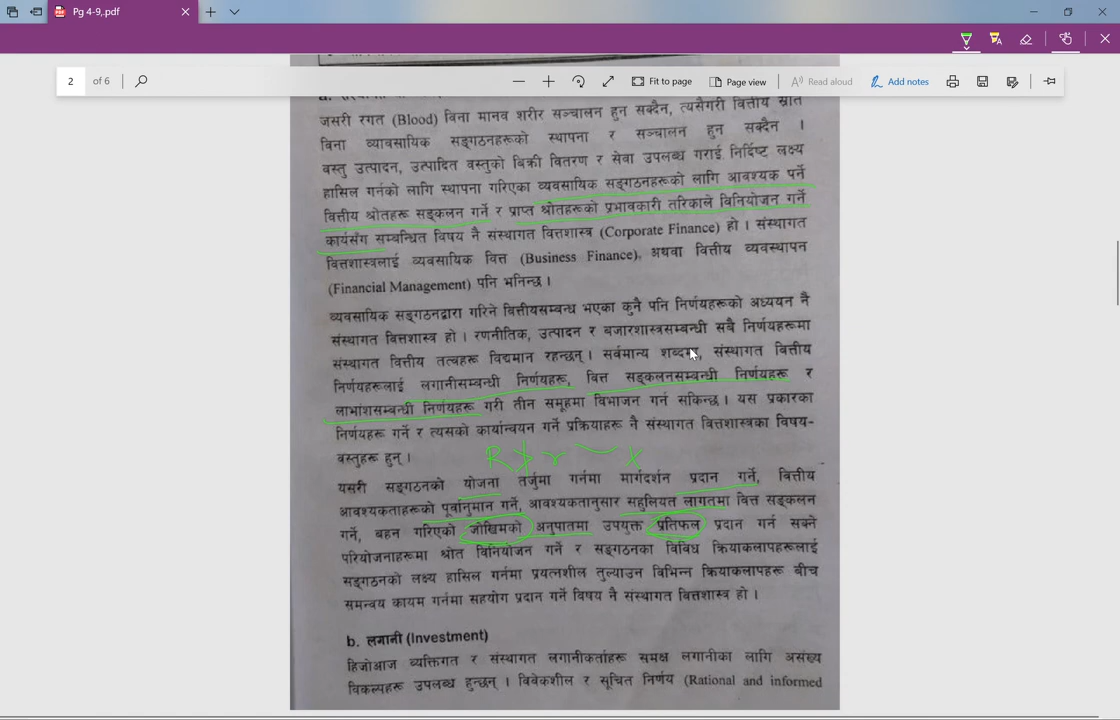 Pg 4-9,.pdf
2 of 6 Fit to page Page view Read aloud Add notes
जसरी रगत (Blood) विना मानव शरीर सञ्चालन हुन सक्दैन, त्यसैगरी वित्तीय स्रोत
विना व्यावसायिक सङ्गठनहरूको स्थापना र सञ्चालन हुन सक्दैन ।
वस्तु उत्पादन, उत्पादित वस्तुको बिक्री वितरण र सेवा उपलब्ध गराई निर्दिष्ट लक्ष्य
हासिल गर्नको लागि स्थापना गरिएका व्यवसायिक सङ्गठनहरूको लागि आवश्यक पर्ने
वित्तीय श्रोतहरू सङ्कलन गर्ने र प्राप्त श्रोतहरूको प्रभावकारी तरिकाले विनियोजन गर्ने
कार्यसंग सम्बन्धित विषय नै संस्थागत वित्तशास्त्र (Corporate Finance) हो । संस्थागत
वित्तशास्त्रलाई व्यवसायिक वित्त (Business Finance), अथवा वित्तीय व्यवस्थापन
(Financial Management) पनि भनिन्छ ।
व्यवसायिक सङ्गठनद्वारा गरिने वित्तीयसम्बन्ध भएका कुनै पनि निर्णयहरूको अध्ययन नै
संस्थागत वित्तशास्त्र हो । रणनीतिक, उत्पादन र बजारशास्त्रसम्बन्धी सबै निर्णयहरूमा
संस्थागत वित्तीय तत्वहरू विद्यमान रहन्छन् । सर्वमान्य शब्दमा, संस्थागत वित्तीय
निर्णयहरूलाई लगानीसम्बन्धी निर्णयहरू, वित्त सङ्कलनसम्बन्धी निर्णयहरू र
लाभांशसम्बन्धी निर्णयहरू गरी तीन समूहमा विभाजन गर्न सकिन्छ । यस प्रकारका
निर्णयहरू गर्ने र त्यसको कार्यान्वयन गर्ने प्रक्रियाहरू नै संस्थागत वित्तशास्त्रका विषय-
वस्तुहरू हुन् ।
यसरी सङ्गठनको योजना तर्जुमा गर्नमा मार्गदर्शन प्रदान गर्ने, वित्तीय
आवश्यकताहरूको पूर्वानुमान गर्ने, आवश्यकतानुसार सहुलियत लागतमा वित्त सङ्कलन
गर्ने, बहन गरिएको जोखिमको अनुपातमा उपयुक्त प्रतिफल प्रदान गर्न सक्ने
परियोजनाहरूमा श्रोत विनियोजन गर्ने र सङ्गठनका विविध क्रियाकलापहरूलाई
सङ्गठनको लक्ष्य हासिल गर्नमा प्रयत्नशील तुल्याउन विभिन्न क्रियाकलापहरू बीच
समन्वय कायम गर्नमा सहयोग प्रदान गर्ने विषय नै संस्थागत वित्तशास्त्र हो ।
b. लगानी (Investment)
हिजोआज व्यक्तिगत र संस्थागत लगानीकर्ताहरू समक्ष लगानीका लागि असंख्य
विकल्पहरू उपलब्ध हुन्छन् । विवेकशील र सूचित निर्णय (Rational and informed